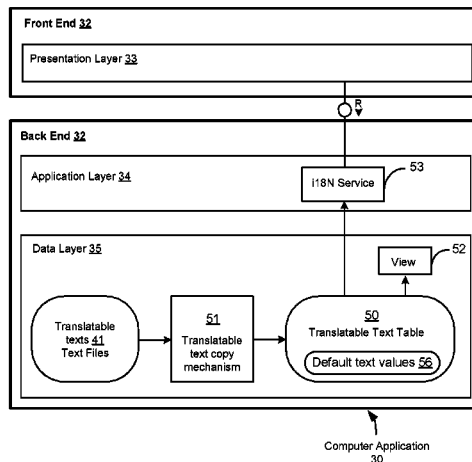 Front End 32
Presentation Layer 33
R
Back End 32
Application Layer 34
i18N Service
53
Data Layer 35
View
52
Translatable
texts 41
Text Files
51
Translatable
text copy
mechanism
50
Translatable Text Table
Default text values 56
Computer Application
30